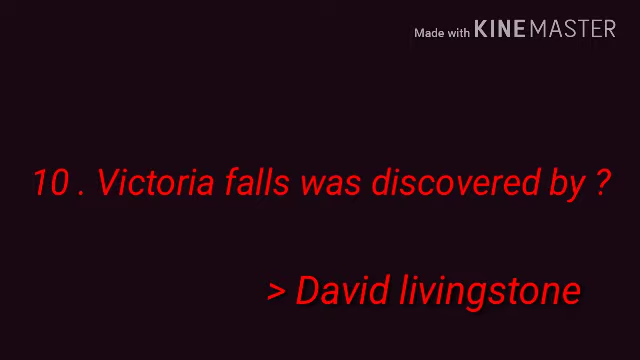 Made with KINEMASTER
10 . Victoria falls was discovered by ?
> David livingstone